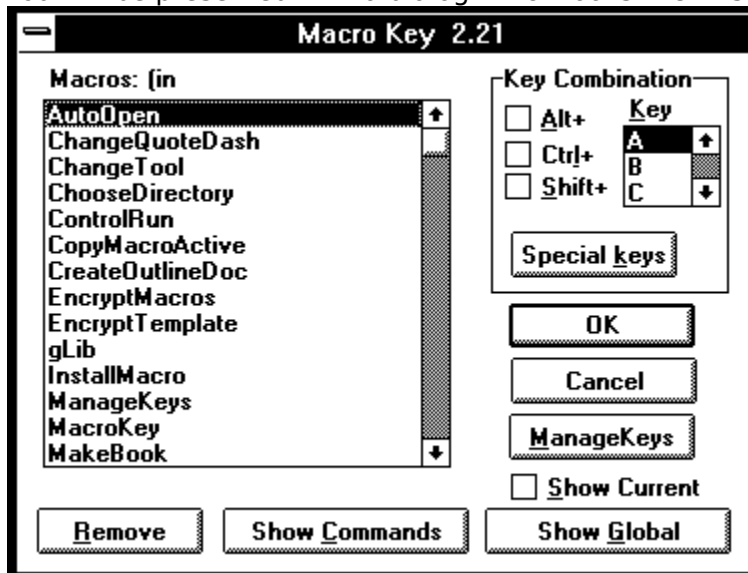 Macro Key 2.21
Macros: (in
AutoOpen
ChangeQuoteDash
ChangeTool
ChooseDirectory
ControlRun
CopyMacroActive
CreateOutlineDoc
EncryptMacros
EncryptTemplate
gLib
InstallMacro
ManageKeys
MacroKey
MakeBook
Key Combination
Alt+
Ctrl+
Shift+
Key
A
B
C
Special keys
OK
Cancel
ManageKeys
Show Current
Remove
Show Commands
Show Global